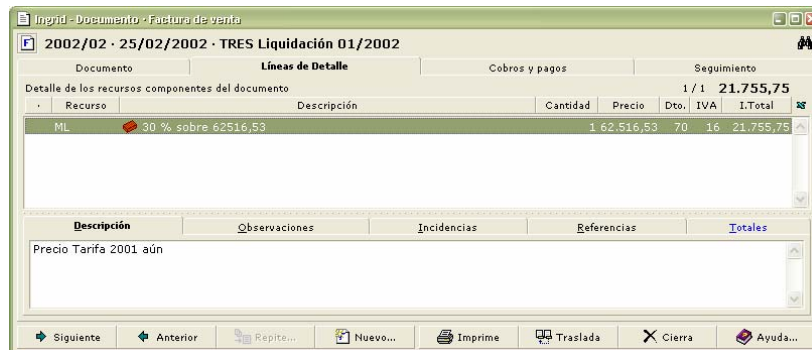 Ingrid - Documento · Factura de venta
F 2002/02 · 25/02/2002 · TRES Liquidación 01/2002
Documento Líneas de Detalle Cobros y pagos Seguimiento
Detalle de los recursos componentes del documento 1 / 1 21.755,75
· Recurso Descripción Cantidad Precio Dto. IVA I.Total
ML 30 % sobre 62516,53 1 62.516,53 70 16 21.755,75
Descripción Observaciones Incidencias Referencias Totales
Precio Tarifa 2001 aún
Siguiente Anterior Repite... Nuevo... Imprime Traslada Cierra Ayuda...